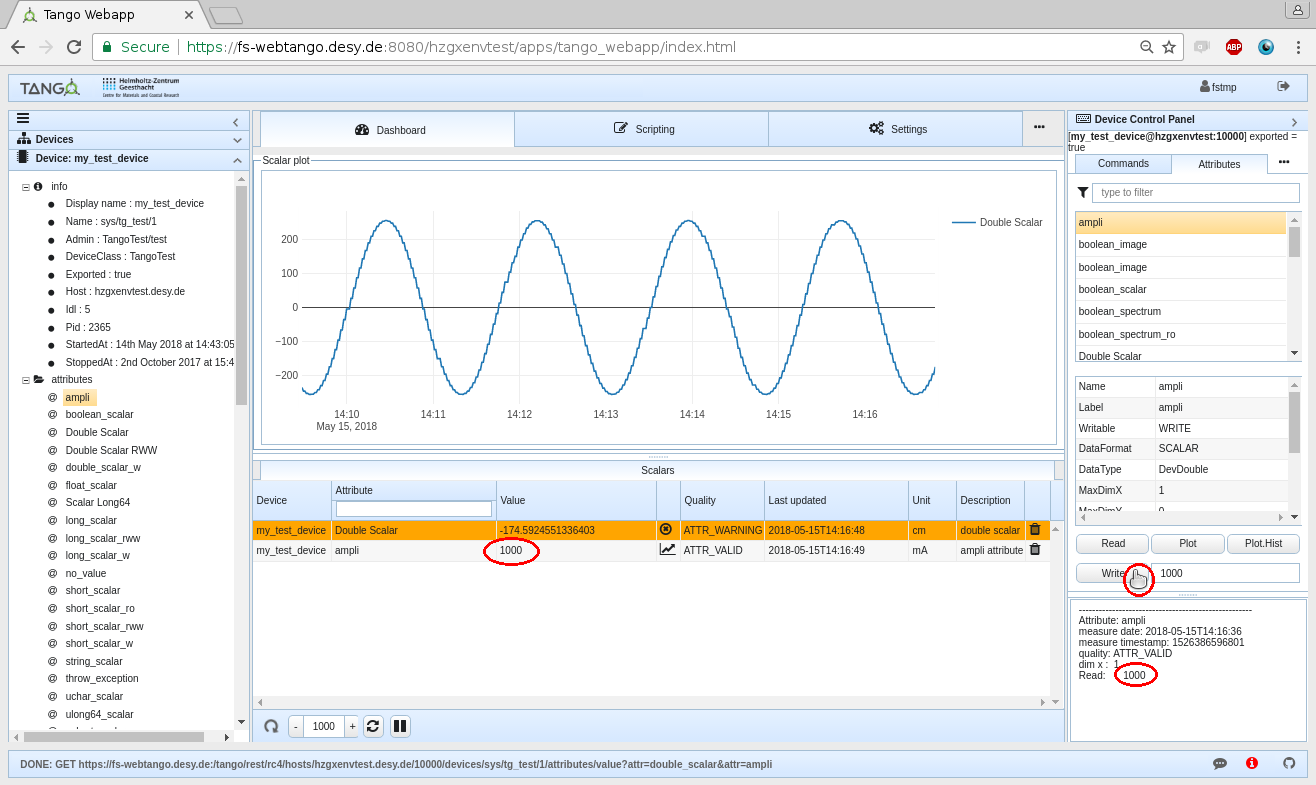 Tango Webapp
Secure
https://fs-webtango.desy.de:8080/hzgxenvtest/apps/tango_webapp/index.html
ABP
TANGO
Helmholtz-Zentrum
Geesthacht
Centre for Materials and Coastal Research
fstmp
Devices
Device: my_test_device
info
Display name : my_test_device
Name : sys/tg_test/1
Admin : TangoTest/test
DeviceClass : TangoTest
Exported : true
Host : hzgxenvtest.desy.de
Idl : 5
Pid : 2365
StartedAt : 14th May 2018 at 14:43:05
StoppedAt : 2nd October 2017 at 15:4
attributes
@ ampli
@ boolean_scalar
@ Double Scalar
@ Double Scalar RWW
@ double_scalar_w
@ float_scalar
@ Scalar Long64
@ long_scalar
@ long_scalar_rww
@ long_scalar_w
@ no_value
@ short_scalar
@ short_scalar_ro
@ short_scalar_rww
@ short_scalar_w
@ string_scalar
@ throw_exception
@ uchar_scalar
@ ulong64_scalar
Dashboard
Scripting
Settings
•••
Scalar plot
200
100
0
−100
−200
14:10 14:11 14:12 14:13 14:14 14:15 14:16
May 15, 2018
Double Scalar
Scalars
Device Attribute Value Quality Last updated Unit Description
my_test_device Double Scalar -174.5924551336403 ATTR_WARNING 2018-05-15T14:16:48 cm double scalar
my_test_device ampli 1000 ATTR_VALID 2018-05-15T14:16:49 mA ampli attribute
- 1000 +
Device Control Panel
[my_test_device@hzgxenvtest:10000] exported =
true
Commands
Attributes
•••
type to filter
ampli
boolean_image
boolean_image
boolean_scalar
boolean_spectrum
boolean_spectrum_ro
Double Scalar
Name ampli
Label ampli
Writable WRITE
DataFormat SCALAR
DataType DevDouble
MaxDimX 1
MaxDimY 0
Read Plot Plot.Hist
Write 1000
----------------------------------------------------
Attribute: ampli
measure date: 2018-05-15T14:16:36
measure timestamp: 1526386596801
quality: ATTR_VALID
dim x : 1
Read: 1000
DONE: GET https://fs-webtango.desy.de:/tango/rest/rc4/hosts/hzgxenvtest.desy.de/10000/devices/sys/tg_test/1/attributes/value?attr=double_scalar&attr=ampli